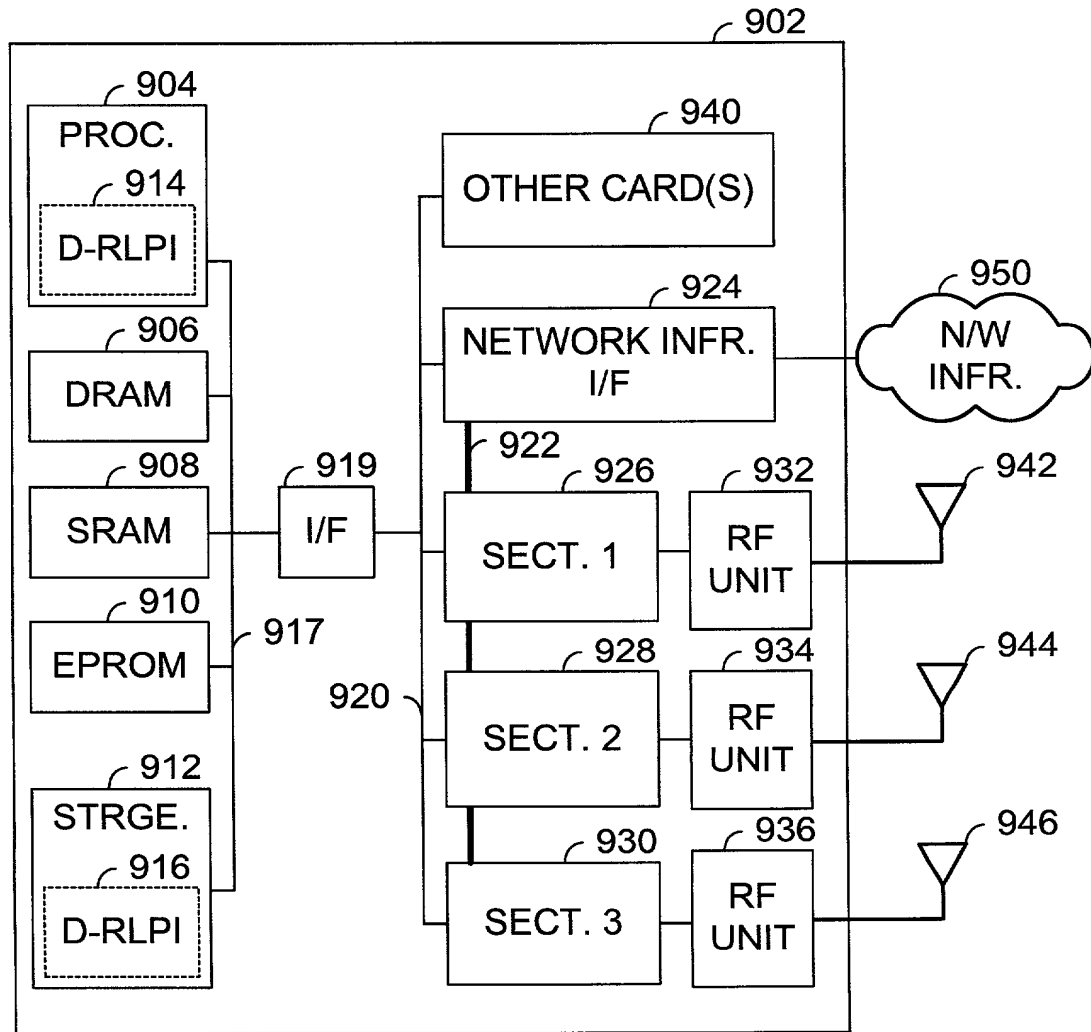 902
904
PROC.
914
D-RLPI
906
DRAM
908
SRAM
910
EPROM
917
912
STRGE.
916
D-RLPI
919
I/F
920
940
OTHER CARD(S)
924
NETWORK INFR.
I/F
922
926
SECT. 1
928
SECT. 2
930
SECT. 3
932
RF
UNIT
934
RF
UNIT
936
RF
UNIT
950
N/W
INFR.
942
944
946